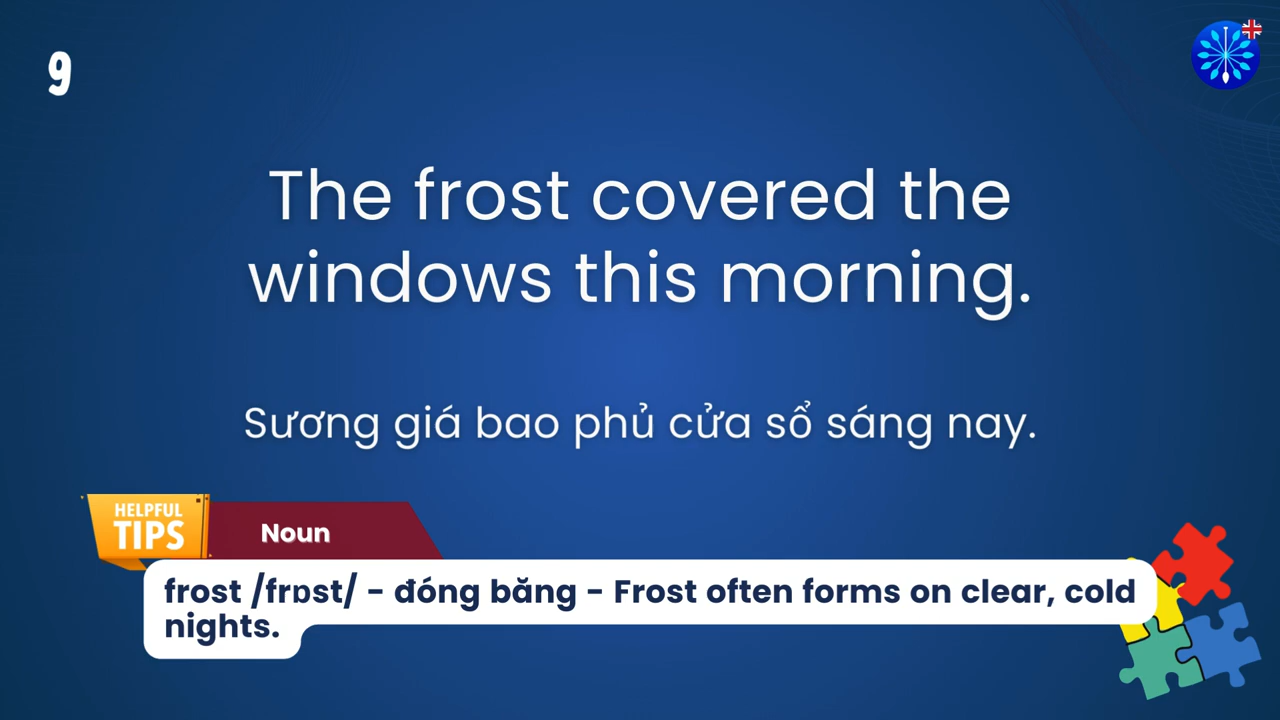 9
The frost covered the
windows this morning.
Sương giá bao phủ cửa sổ sáng nay.
HELPFUL
TIPS
Noun
frost /frɒst/ - đóng băng - Frost often forms on clear, cold
nights.